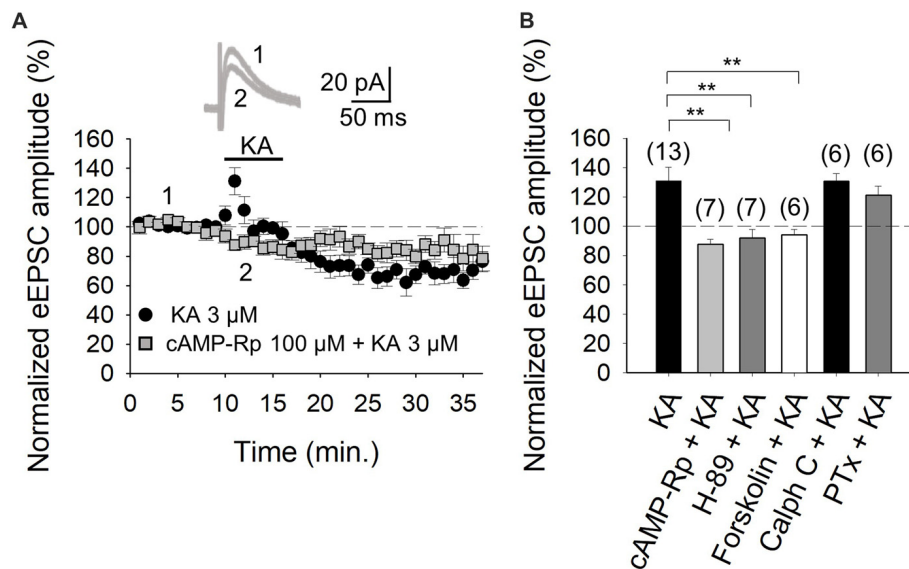 A
Normalized eEPSC amplitude (%)
160
140
120
100
80
60
40
20
0
1
2
20 pA
50 ms
KA
1
2
KA 3 µM
cAMP-Rp 100 µM + KA 3 µM
0 5 10 15 20 25 30 35
Time (min.)
B
Normalized eEPSC amplitude (%)
160
140
120
100
80
60
40
20
0
**
**
**
(13) (7) (7) (6) (6) (6)
KA
cAMP-Rp + KA
H-89 + KA
Forskolin + KA
Calph C + KA
PTx + KA